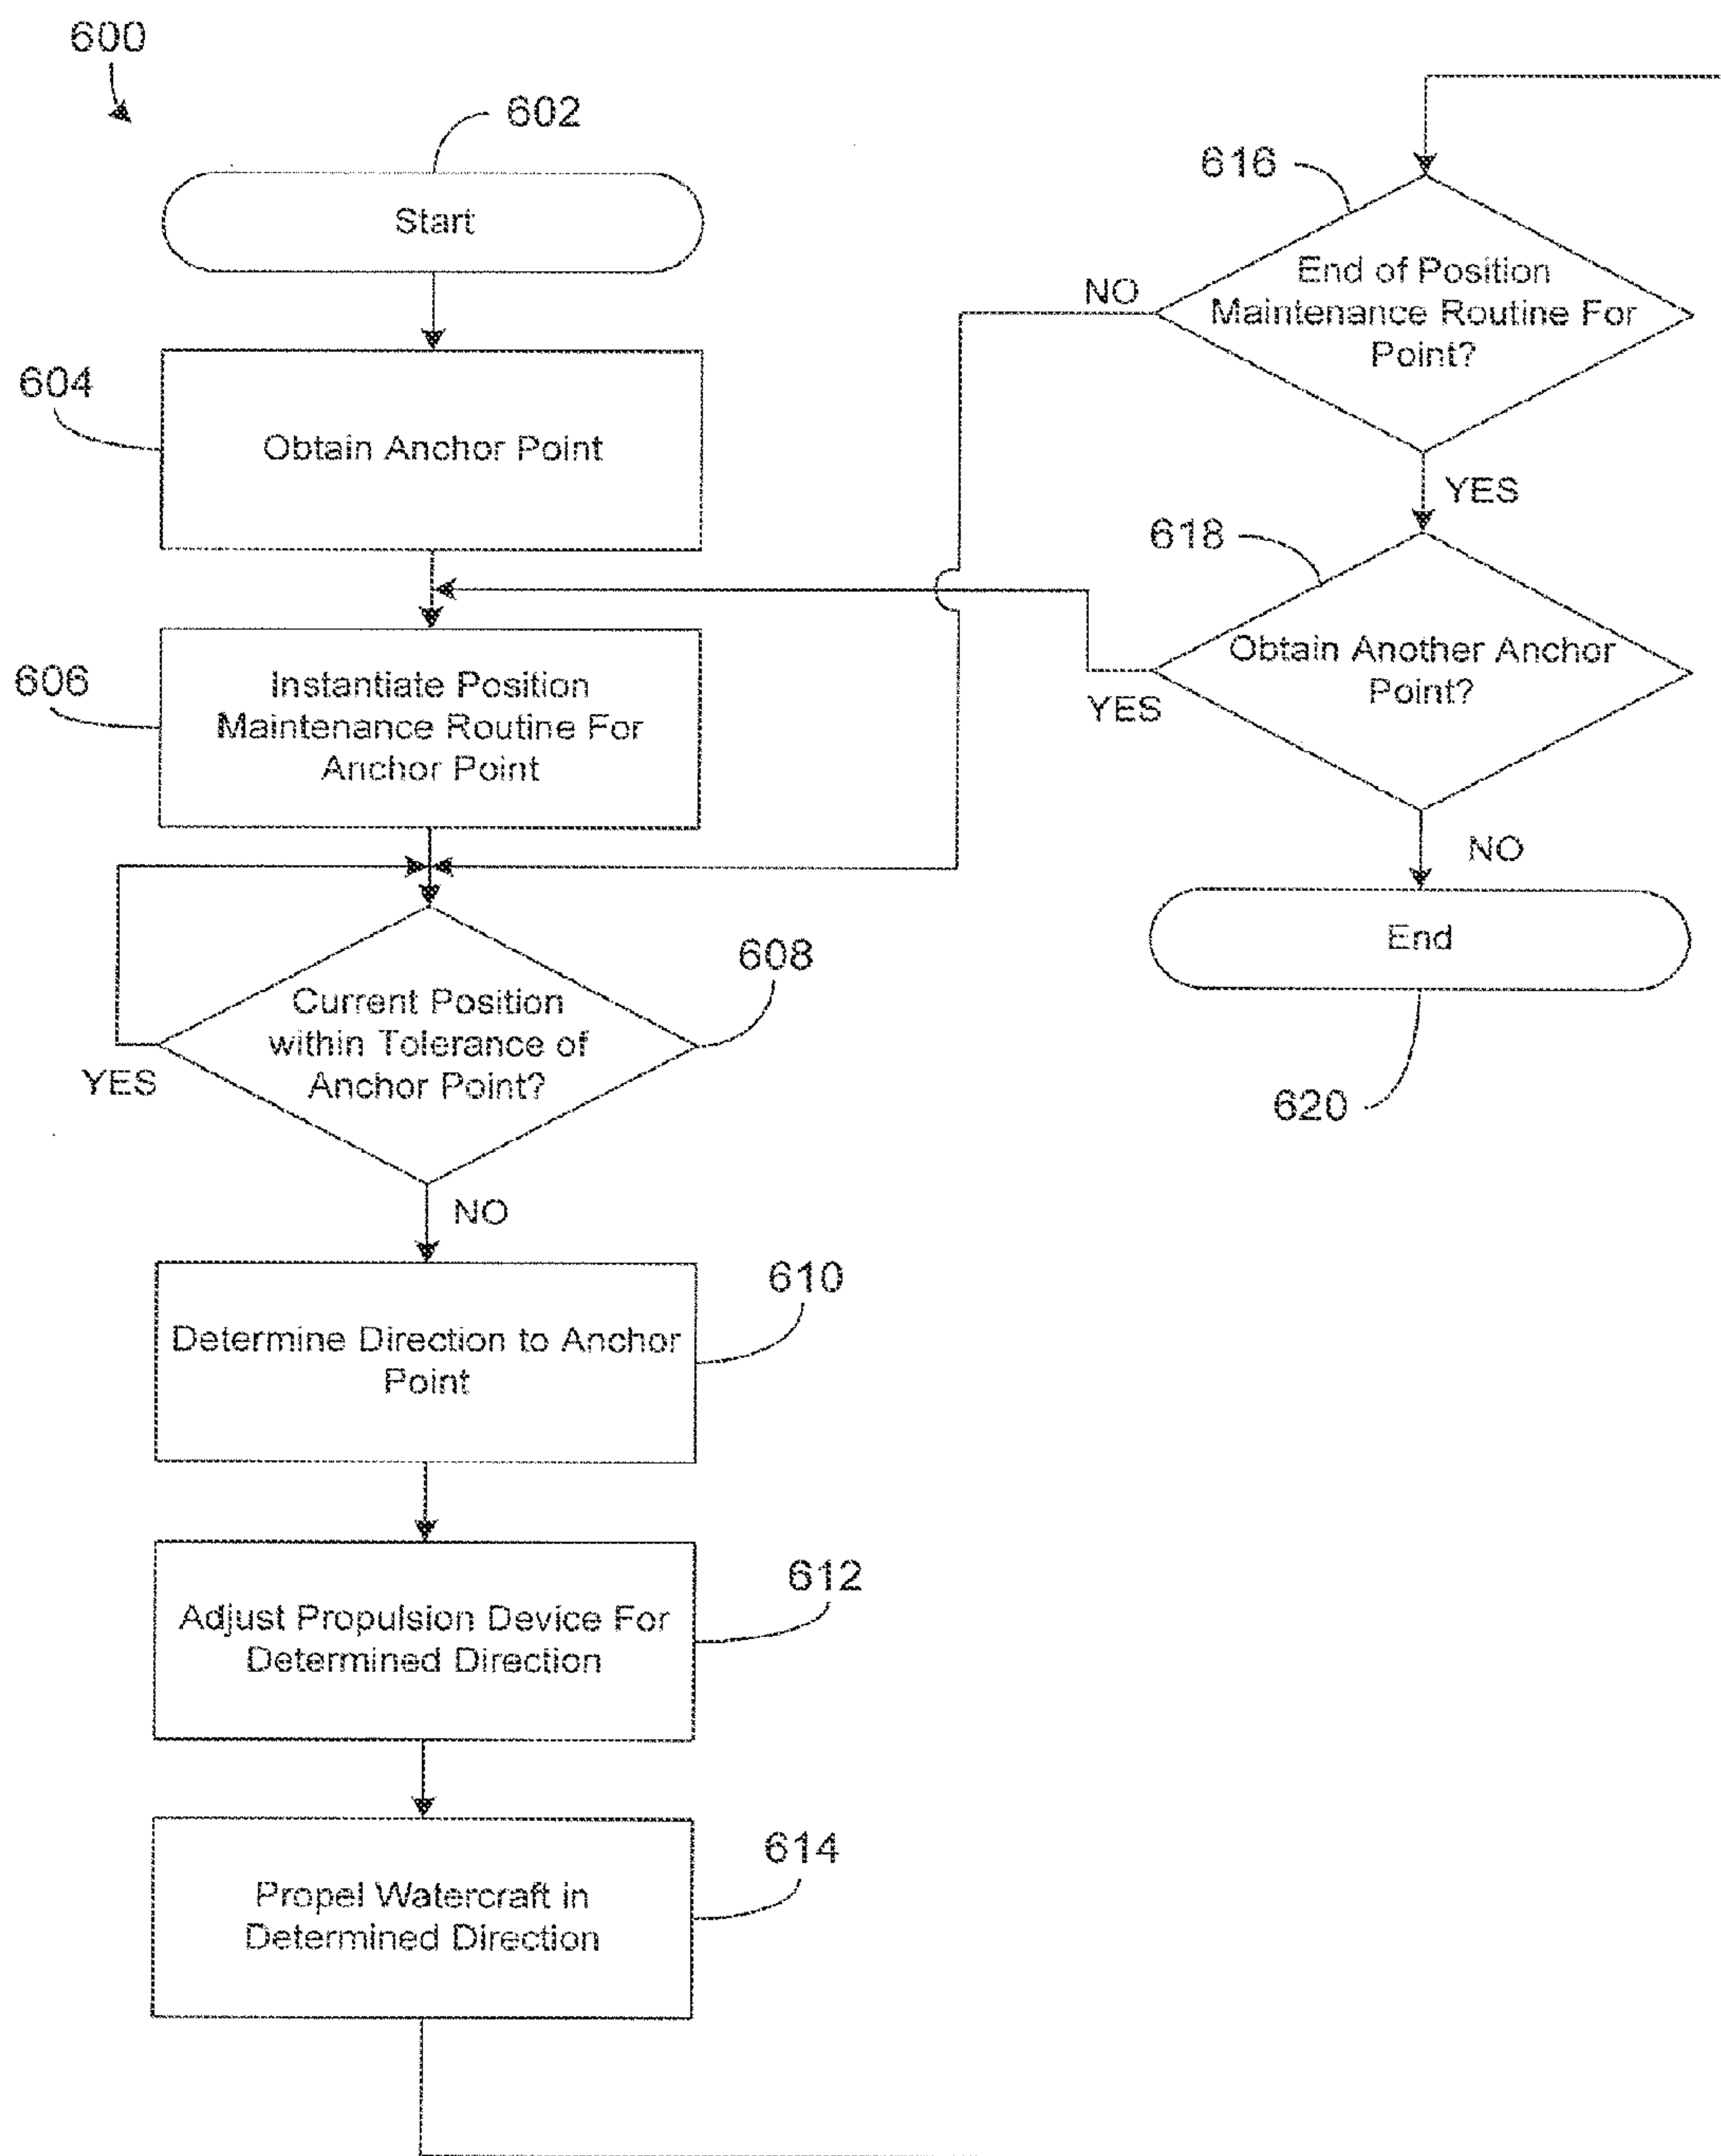 600
602
Start
604
Obtain Anchor Point
606
Instantiate Position
Maintenance Routine For
Anchor Point
608
Current Position
within Tolerance of
Anchor Point?
YES
NO
610
Determine Direction to Anchor
Point
612
Adjust Propulsion Device For
Determined Direction
614
Propel Watercraft in
Determined Direction
616
End of Position
Maintenance Routine For
Point?
NO
YES
618
Obtain Another Anchor
Point?
YES
NO
End
620